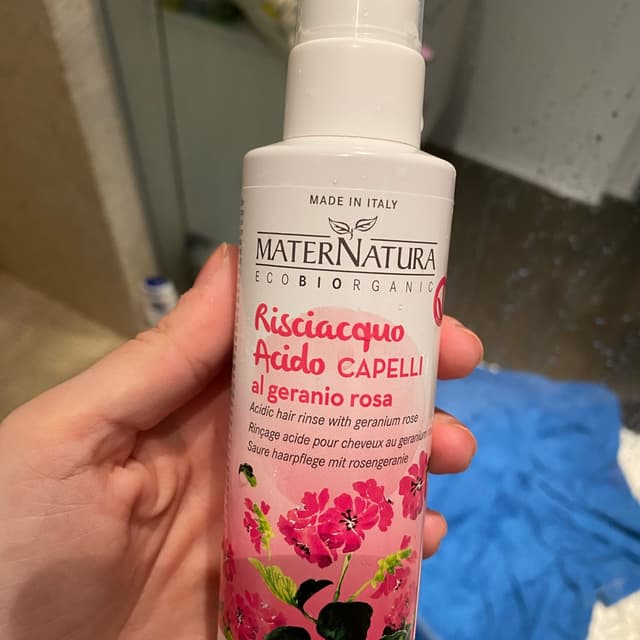 MADE IN ITALY
MATERNATURA
ECOBIORGANIC
Risciacquo
Acido CAPELLI
al geranio rosa
Acidic hair rinse with geranium rose
Rinçage acide pour cheveux au geranium
Saure haarpflege mit rosengeranie